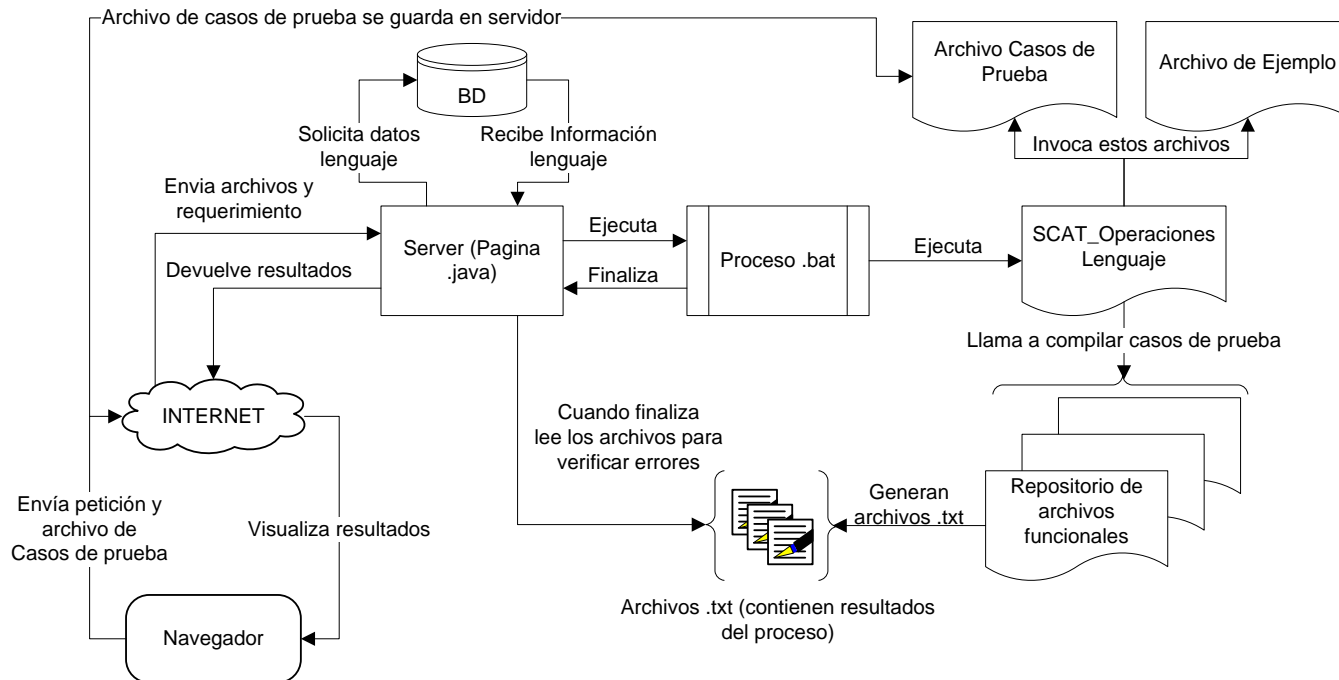 Archivo de casos de prueba se guarda en servidor
Archivo Casos de
Prueba
Archivo de Ejemplo
BD
Solicita datos
lenguaje
Recibe Información
lenguaje
Invoca estos archivos
Envia archivos y
requerimiento
Server (Pagina
.java)
Ejecuta
Finaliza
Proceso .bat
Ejecuta
SCAT_Operaciones
Lenguaje
Devuelve resultados
Llama a compilar casos de prueba
INTERNET
Cuando finaliza
lee los archivos para
verificar errores
Generan
archivos .txt
Repositorio de
archivos
funcionales
Envía petición y
archivo de
Casos de prueba
Visualiza resultados
Archivos .txt (contienen resultados
del proceso)
Navegador